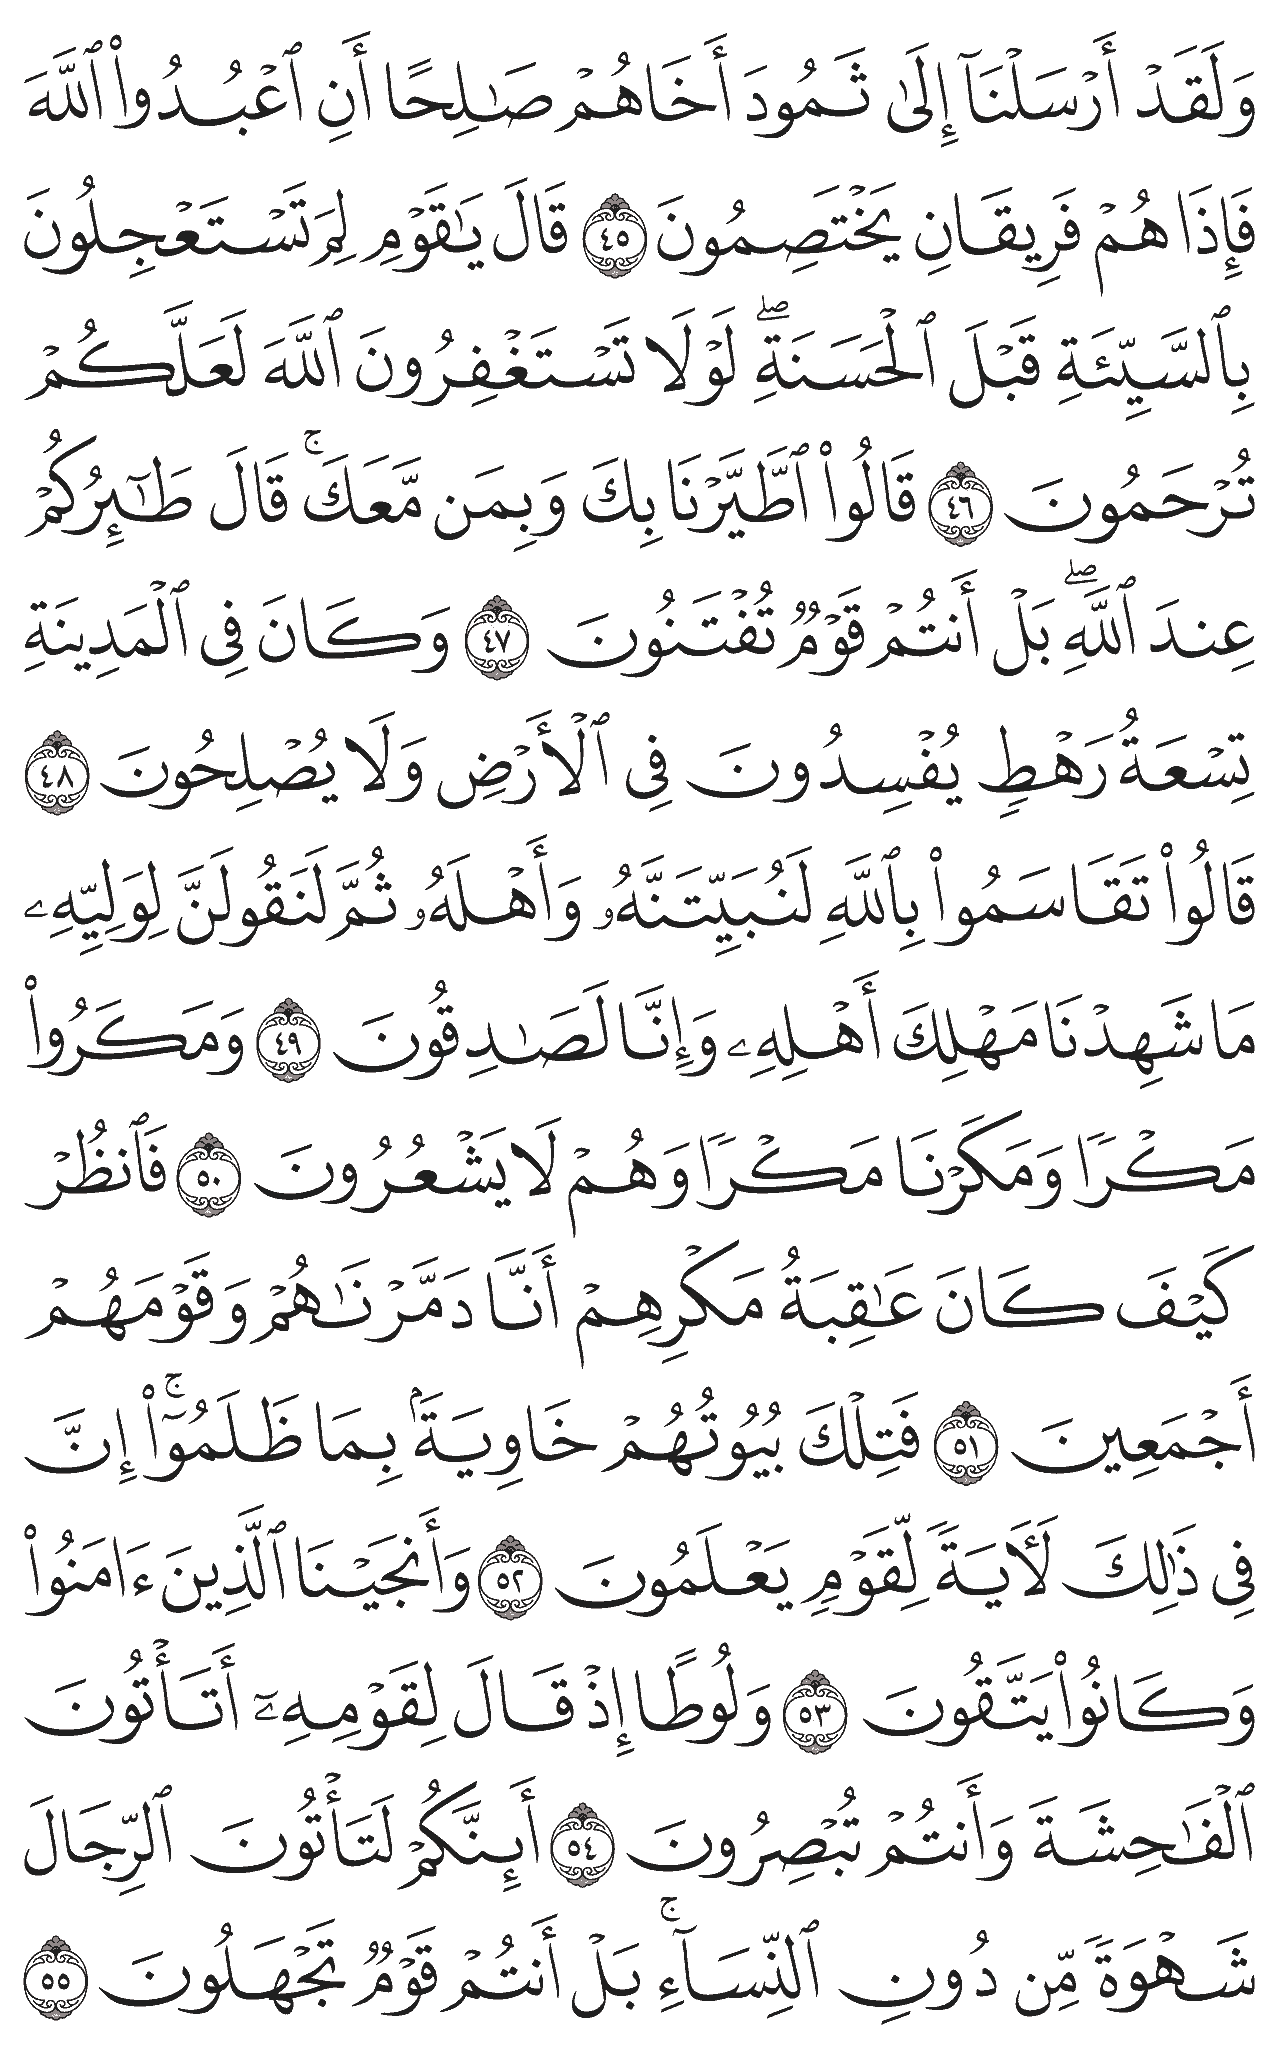 وَلَقَدْ أَرْسَلْنَآ إِلَىٰ ثَمُودَ أَخَاهُمْ صَٰلِحًا أَنِ ٱعْبُدُوا۟ ٱللَّهَ
فَإِذَا هُمْ فَرِيقَانِ يَخْتَصِمُونَ ٤٥ قَالَ يَٰقَوْمِ لِمَ تَسْتَعْجِلُونَ
بِٱلسَّيِّئَةِ قَبْلَ ٱلْحَسَنَةِ ۖ لَوْلَا تَسْتَغْفِرُونَ ٱللَّهَ لَعَلَّكُمْ
تُرْحَمُونَ ٤٦ قَالُوا۟ ٱطَّيَّرْنَا بِكَ وَبِمَن مَّعَكَ ۚ قَالَ طَٰٓئِرُكُمْ
عِندَ ٱللَّهِ ۖ بَلْ أَنتُمْ قَوْمٌ تُفْتَنُونَ ٤٧ وَكَانَ فِى ٱلْمَدِينَةِ
تِسْعَةُ رَهْطٍ يُفْسِدُونَ فِى ٱلْأَرْضِ وَلَا يُصْلِحُونَ ٤٨
قَالُوا۟ تَقَاسَمُوا۟ بِٱللَّهِ لَنُبَيِّتَنَّهُۥ وَأَهْلَهُۥ ثُمَّ لَنَقُولَنَّ لِوَلِيِّهِۦ
مَا شَهِدْنَا مَهْلِكَ أَهْلِهِۦ وَإِنَّا لَصَٰدِقُونَ ٤٩ وَمَكَرُوا۟
مَكْرًا وَمَكَرْنَا مَكْرًا وَهُمْ لَا يَشْعُرُونَ ٥٠ فَٱنظُرْ
كَيْفَ كَانَ عَٰقِبَةُ مَكْرِهِمْ أَنَّا دَمَّرْنَٰهُمْ وَقَوْمَهُمْ
أَجْمَعِينَ ٥١ فَتِلْكَ بُيُوتُهُمْ خَاوِيَةًۢ بِمَا ظَلَمُوٓا۟ ۚ إِنَّ
فِى ذَٰلِكَ لَـَٔايَةً لِّقَوْمٍ يَعْلَمُونَ ٥٢ وَأَنجَيْنَا ٱلَّذِينَ ءَامَنُوا۟
وَكَانُوا۟ يَتَّقُونَ ٥٣ وَلُوطًا إِذْ قَالَ لِقَوْمِهِۦٓ أَتَأْتُونَ
ٱلْفَٰحِشَةَ وَأَنتُمْ تُبْصِرُونَ ٥٤ أَئِنَّكُمْ لَتَأْتُونَ ٱلرِّجَالَ
شَهْوَةً مِّن دُونِ ٱلنِّسَآءِ ۚ بَلْ أَنتُمْ قَوْمٌ تَجْهَلُونَ ٥٥